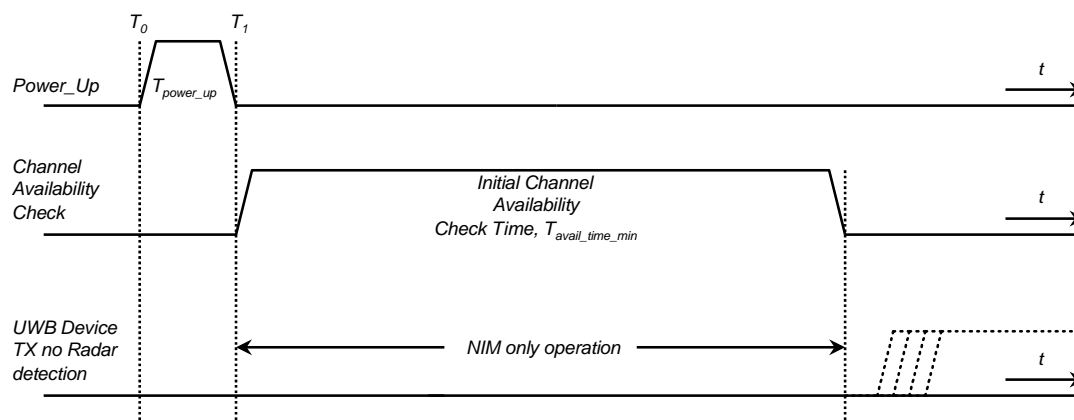 T0 T1
Power_Up
Tpower_up
t
Channel
Availability
Check
Initial Channel
Availability
Check Time, Tavail_time_min
t
UWB Device
TX no Radar
detection
NIM only operation
t